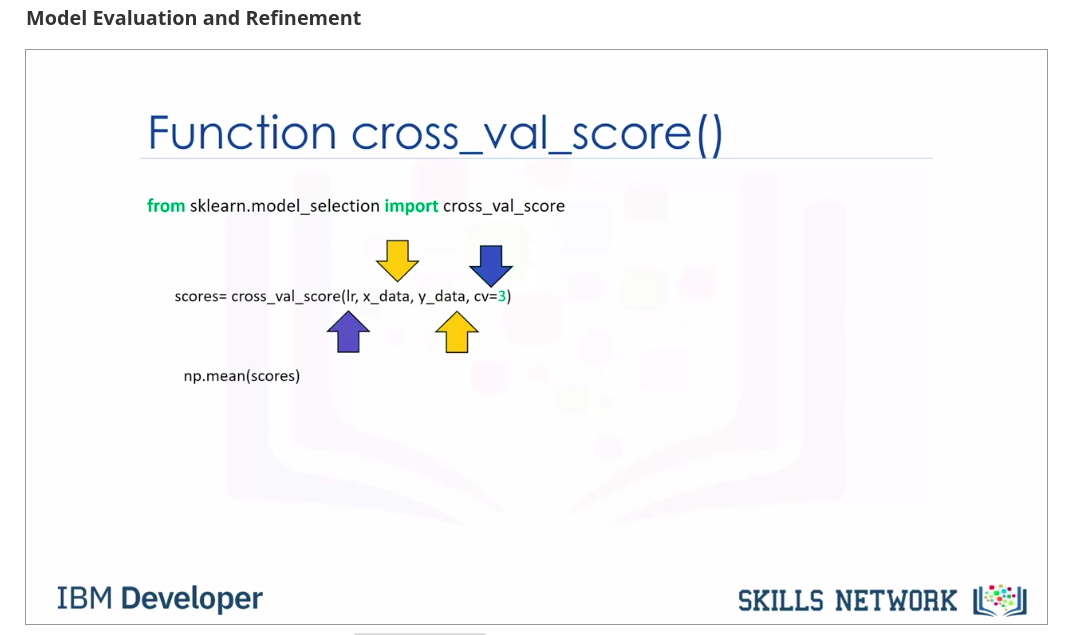 Model Evaluation and Refinement
Function cross_val_score()
from sklearn.model_selection import cross_val_score
scores= cross_val_score(lr, x_data, y_data, cv=3)
np.mean(scores)
IBM Developer
SKILLS NETWORK